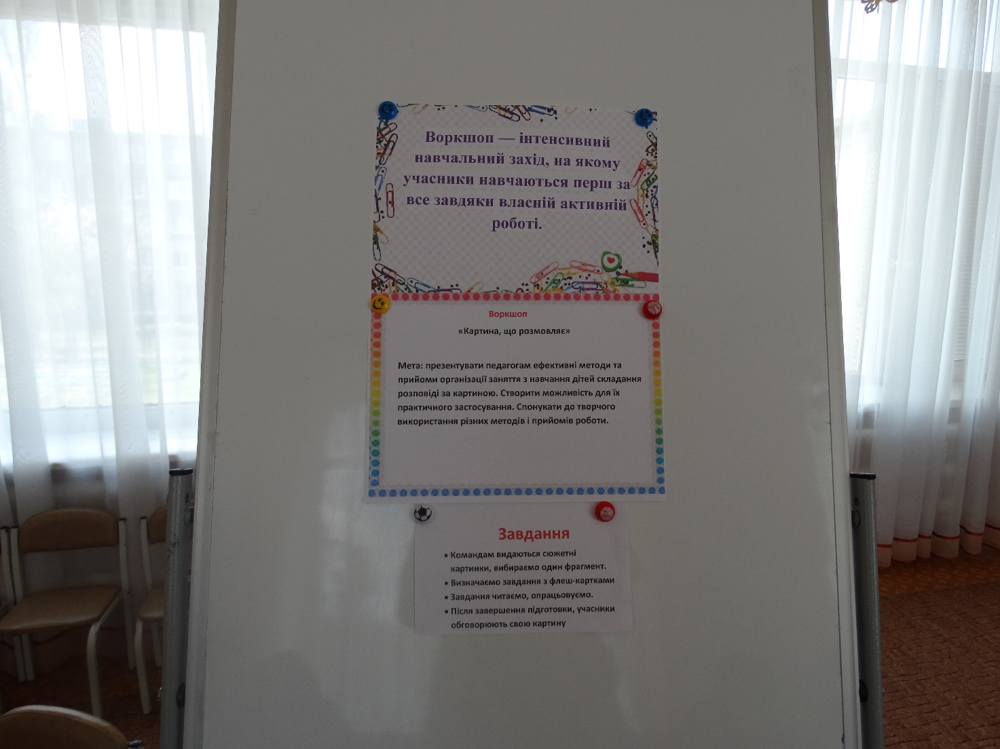 Воркшоп — інтенсивний
навчальний захід, на якому
учасники навчаються перш за
все завдяки власній активній
роботі.
Воркшоп
«Картина, що розмовляє»
Мета: презентувати педагогам ефективні методи та
прийоми організації заняття з навчання дітей складання
розповіді за картиною. Створити можливість для їх
практичного застосування. Спонукати до творчого
використання різних методів і прийомів роботи.
Завдання
• Командам видаються сюжетні
картинки, вибираємо один фрагмент.
• Визначаємо завдання з флеш-картками
• Завдання читаємо, опрацьовуємо.
• Після завершення підготовки, учасники
обговорюють свою картину